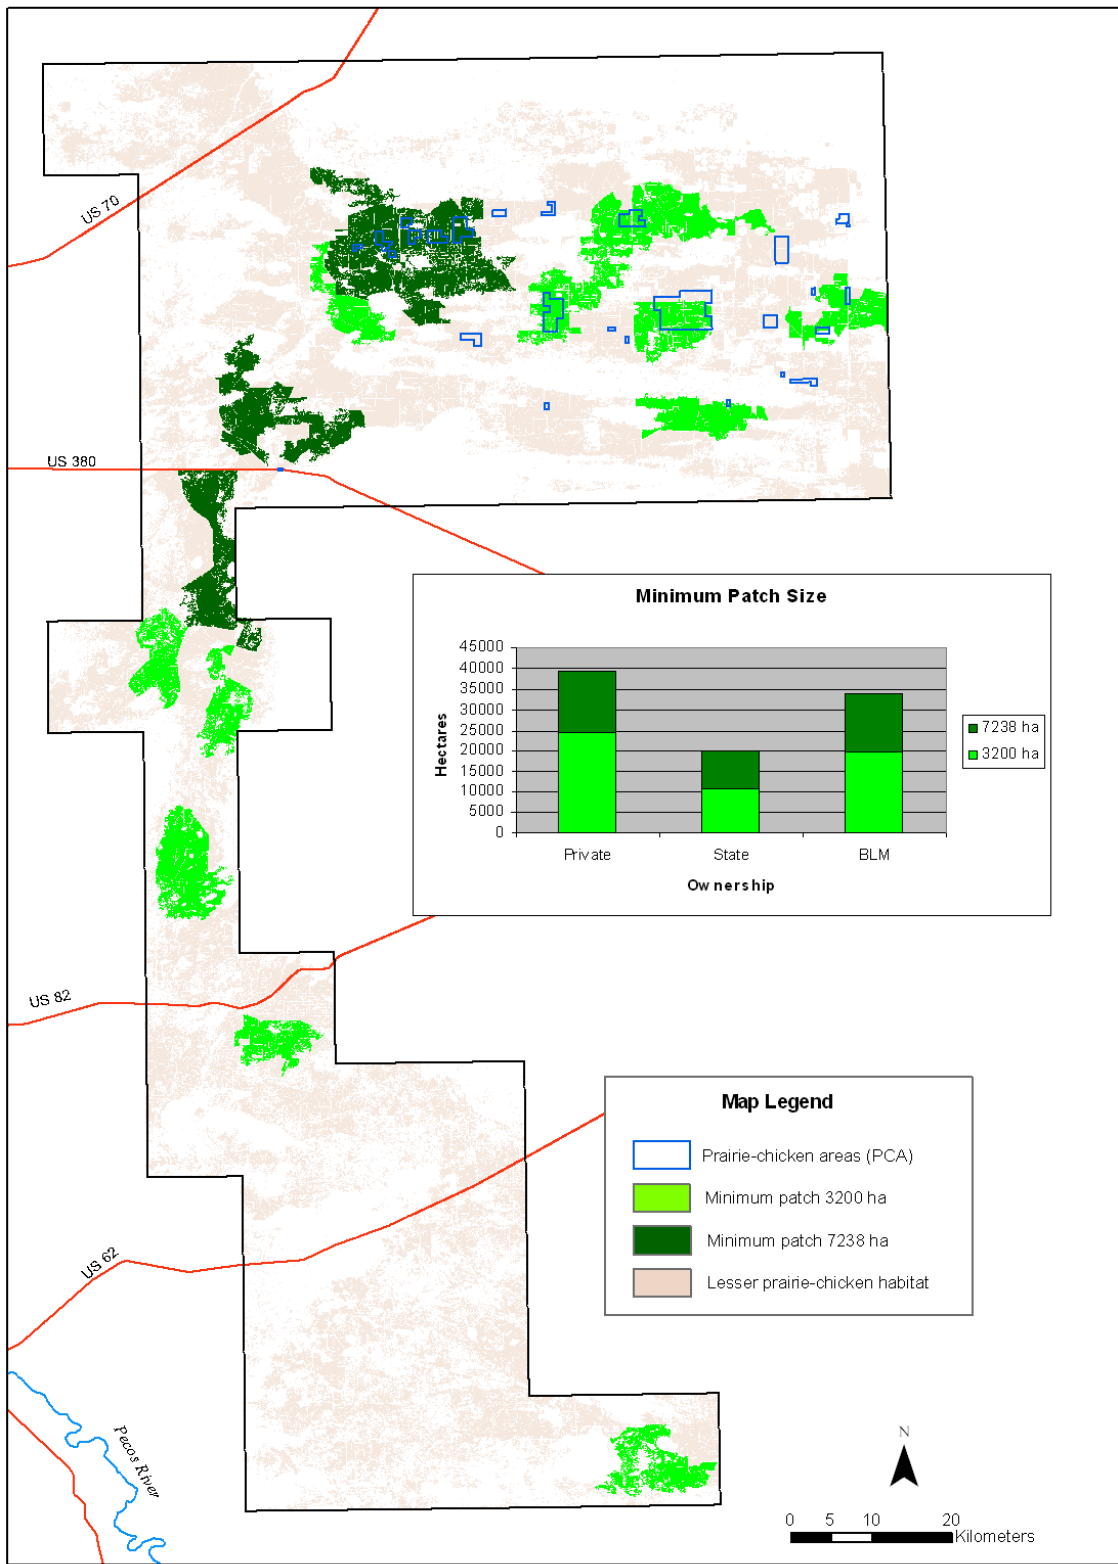 US 70
US 380
Minimum Patch Size
45000
40000
35000
30000
25000
20000
15000
10000
5000
0
Hectares
Private State BLM
Ownership
7238 ha
3200 ha
US 82
Map Legend
Prairie-chicken areas (PCA)
Minimum patch 3200 ha
Minimum patch 7238 ha
Lesser prairie-chicken habitat
US 62
Pecos River
N
0 5 10 20
Kilometers